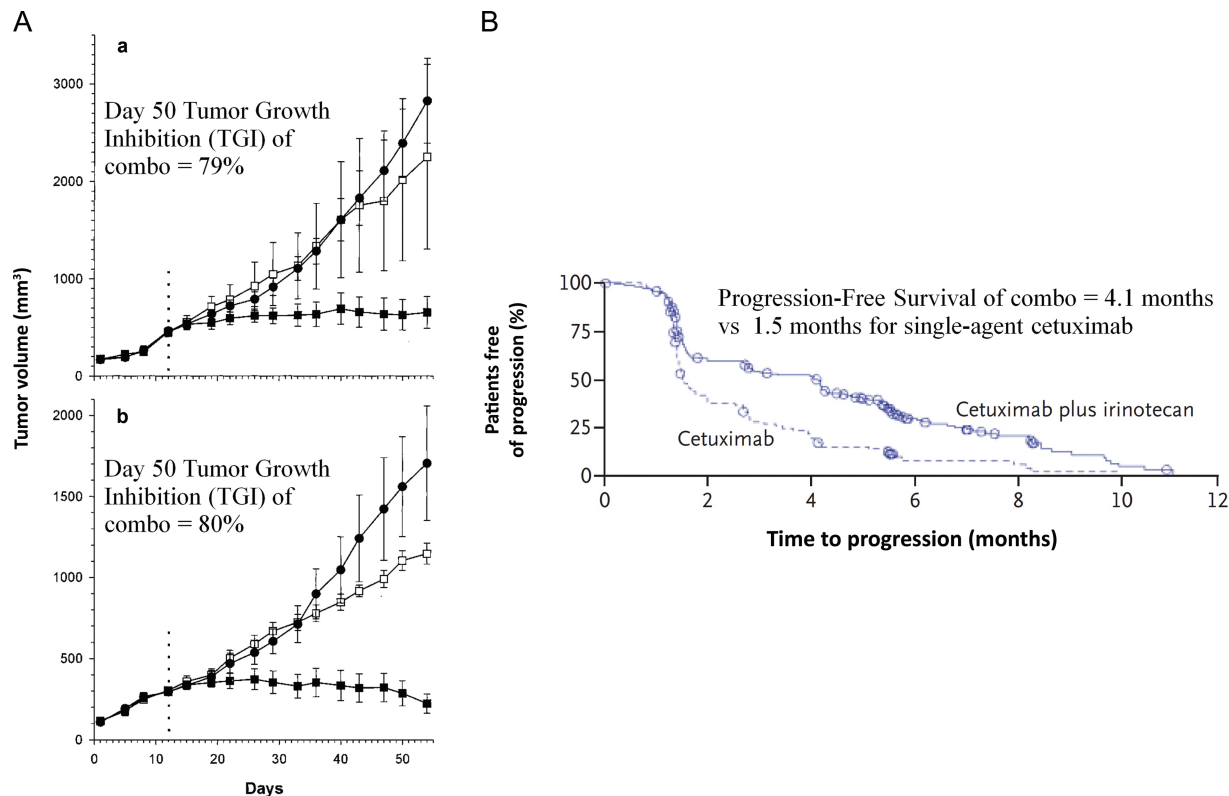 A
a
Day 50 Tumor Growth
Inhibition (TGI) of
combo = 79%
3000
2000
1000
0
Tumor volume (mm³)
b
Day 50 Tumor Growth
Inhibition (TGI) of
combo = 80%
2000
1500
1000
500
0
0 10 20 30 40 50
Days
B
Progression-Free Survival of combo = 4.1 months
vs 1.5 months for single-agent cetuximab
100
75
50
25
0
Patients free
of progression (%)
Cetuximab plus irinotecan
Cetuximab
0 2 4 6 8 10 12
Time to progression (months)